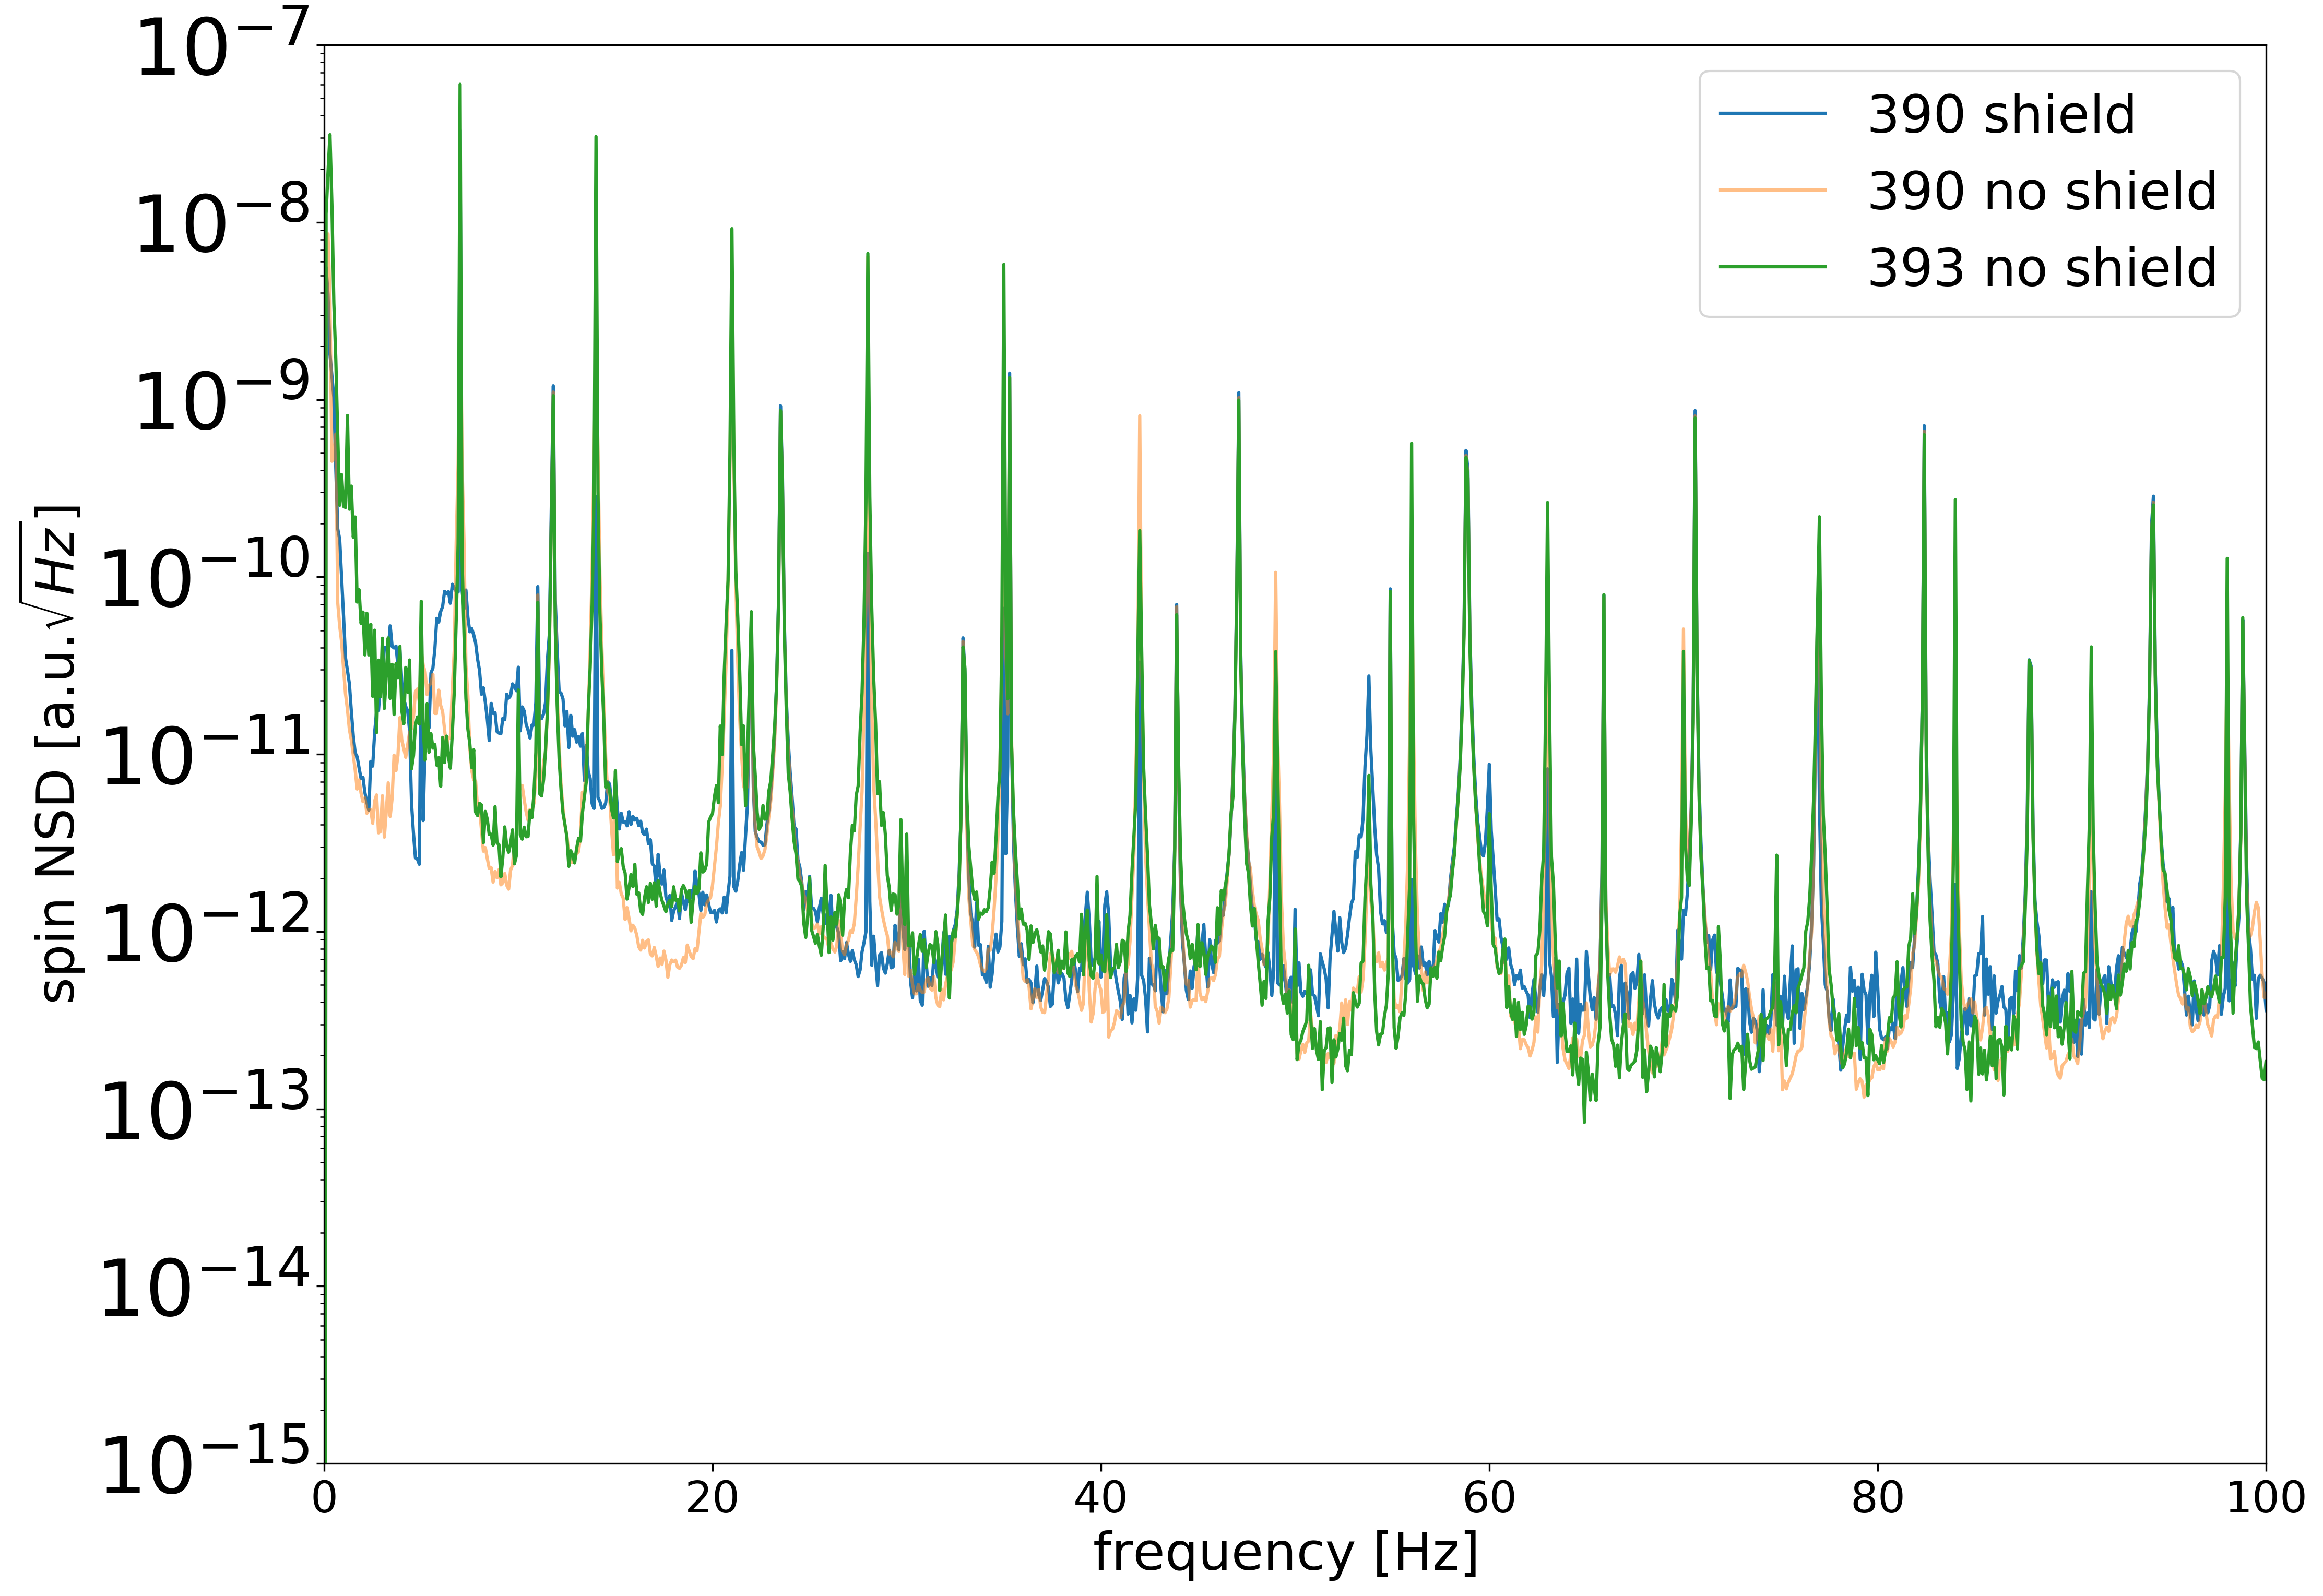 10⁻⁷
10⁻⁸
10⁻⁹
10⁻¹⁰
10⁻¹¹
10⁻¹²
10⁻¹³
10⁻¹⁴
10⁻¹⁵
spin NSD [a.u.√Hz]
390 shield
390 no shield
393 no shield
0 20 40 60 80 100
frequency [Hz]